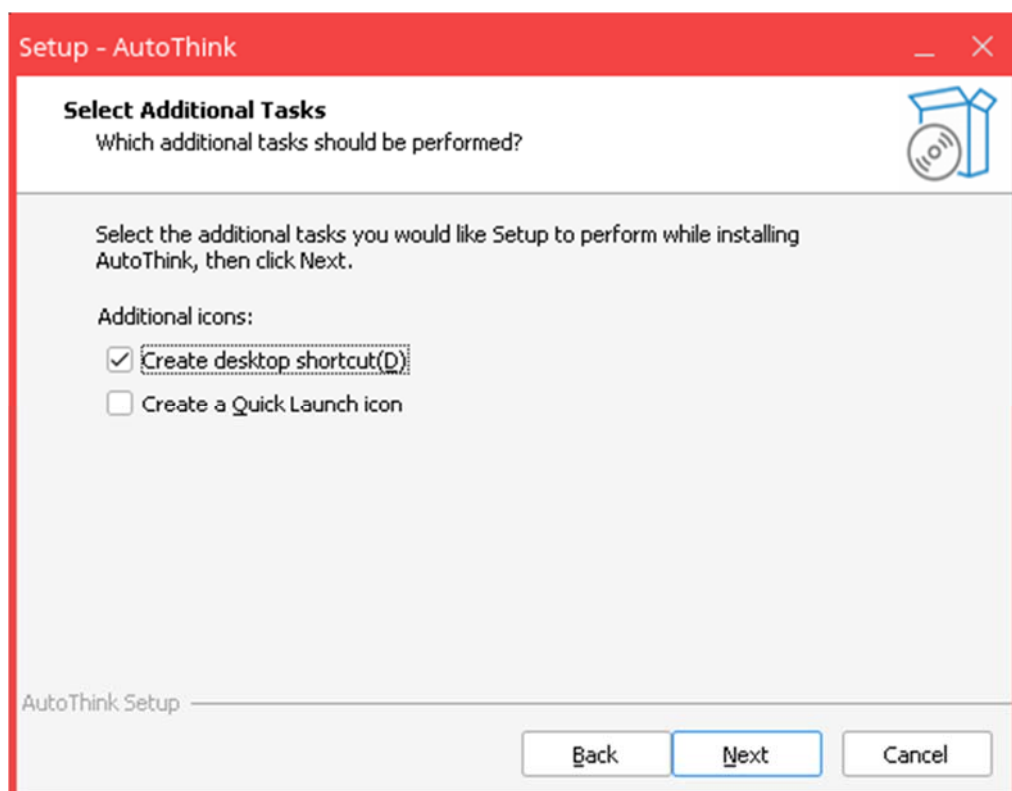 Setup - AutoThink
Select Additional Tasks
Which additional tasks should be performed?
Select the additional tasks you would like Setup to perform while installing
AutoThink, then click Next.
Additional icons:
Create desktop shortcut(D)
Create a Quick Launch icon
AutoThink Setup
Back
Next
Cancel